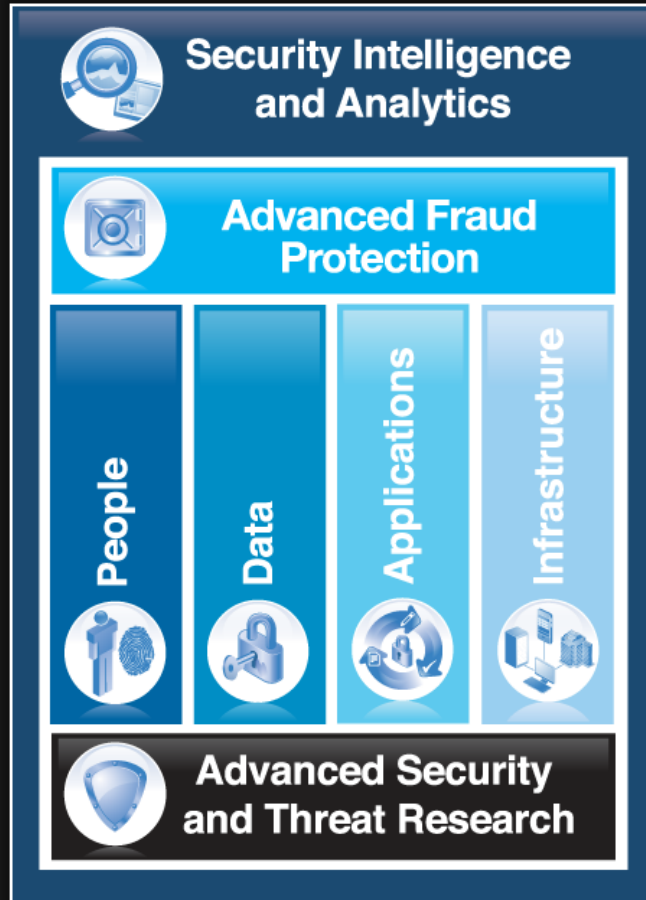 Security Intelligence
and Analytics
Advanced Fraud
Protection
People
Data
Applications
Infrastructure
Advanced Security
and Threat Research